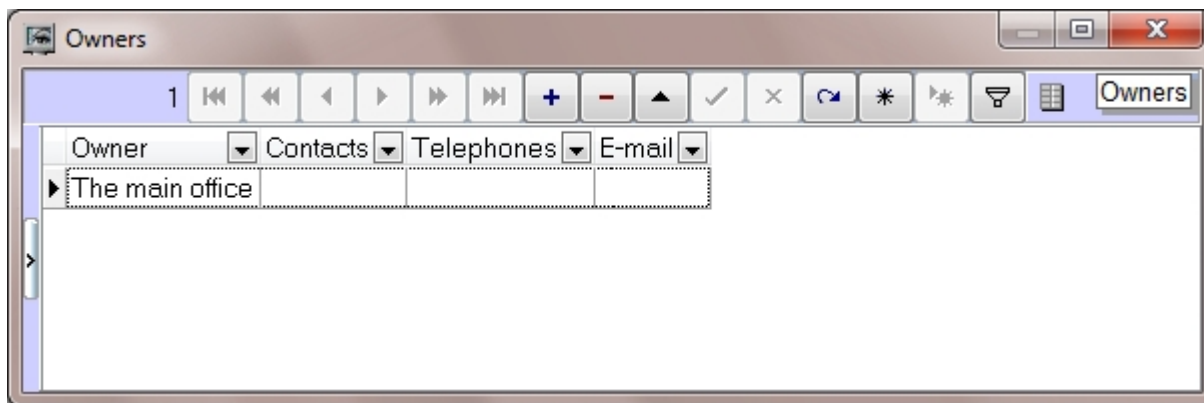 Owners
1 Owners
Owner Contacts Telephones E-mail
The main office